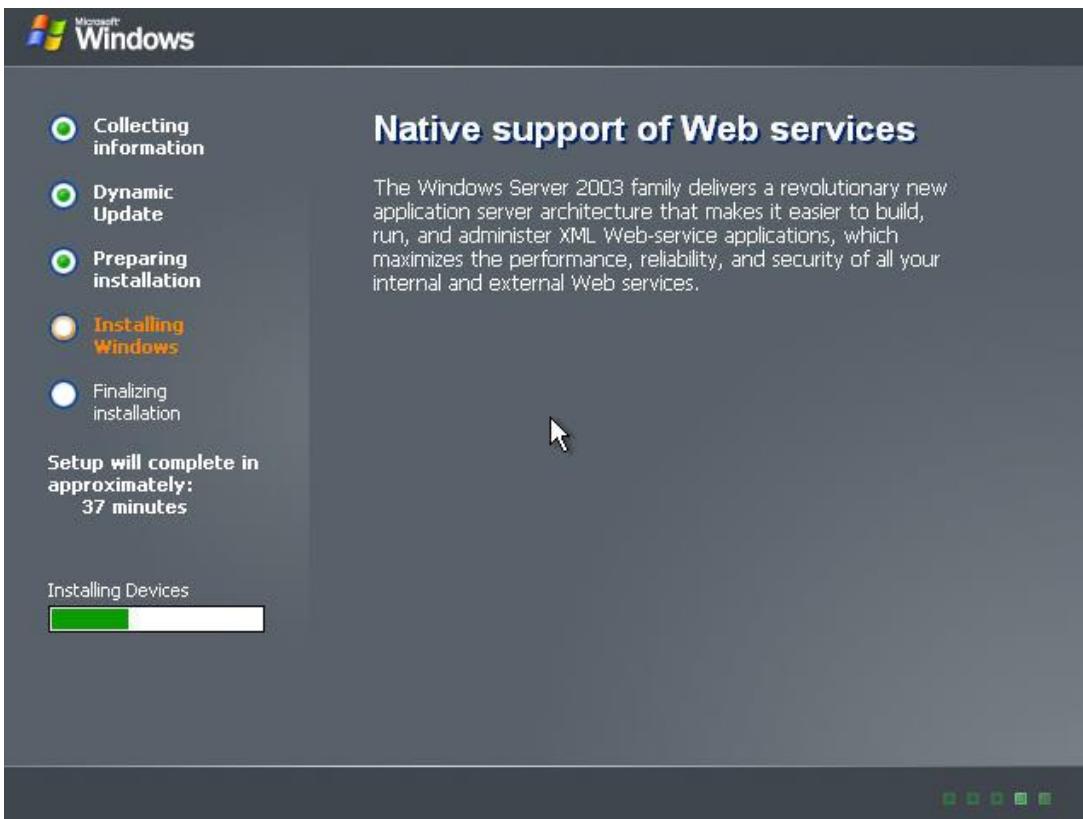 Microsoft
Windows
Collecting
information
Dynamic
Update
Preparing
installation
Installing
Windows
Finalizing
installation
Setup will complete in
approximately:
37 minutes
Installing Devices
Native support of Web services
The Windows Server 2003 family delivers a revolutionary new
application server architecture that makes it easier to build,
run, and administer XML Web-service applications, which
maximizes the performance, reliability, and security of all your
internal and external Web services.